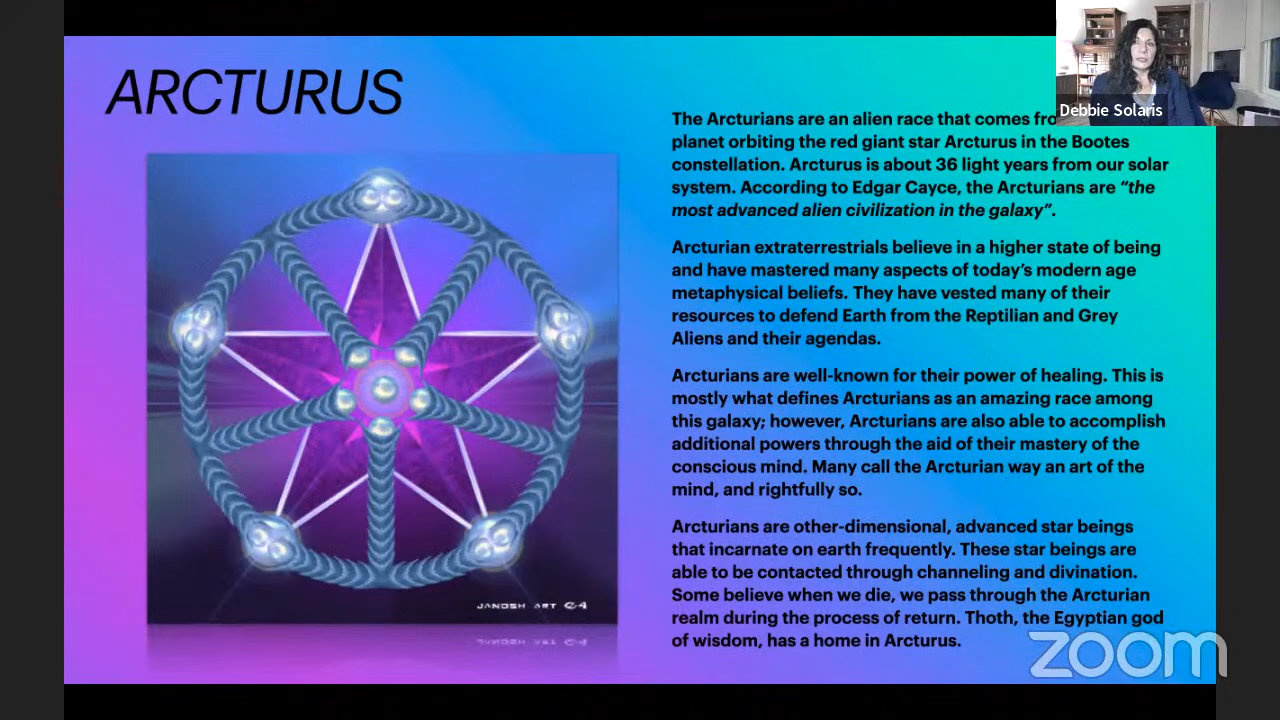 ARCTURUS
Debbie Solaris
The Arcturians are an alien race that comes
planet orbiting the red giant star Arcturus in the Bootes
constellation. Arcturus is about 36 light years from our solar
system. According to Edgar Cayce, the Arcturians are “the
most advanced alien civilization in the galaxy”.
Arcturian extraterrestrials believe in a higher state of being
and have mastered many aspects of today’s modern age
metaphysical beliefs. They have vested many of their
resources to defend Earth from the Reptilian and Grey
Aliens and their agendas.
Arcturians are well-known for their power of healing. This is
mostly what defines Arcturians as an amazing race among
this galaxy; however, Arcturians are also able to accomplish
additional powers through the aid of their mastery of the
conscious mind. Many call the Arcturian way an art of the
mind, and rightfully so.
Arcturians are other-dimensional, advanced star beings
that incarnate on earth frequently. These star beings are
able to be contacted through channeling and divination.
Some believe when we die, we pass through the Arcturian
realm during the process of return. Thoth, the Egyptian god
of wisdom, has a home in Arcturus.
JANOSH ART
zoom